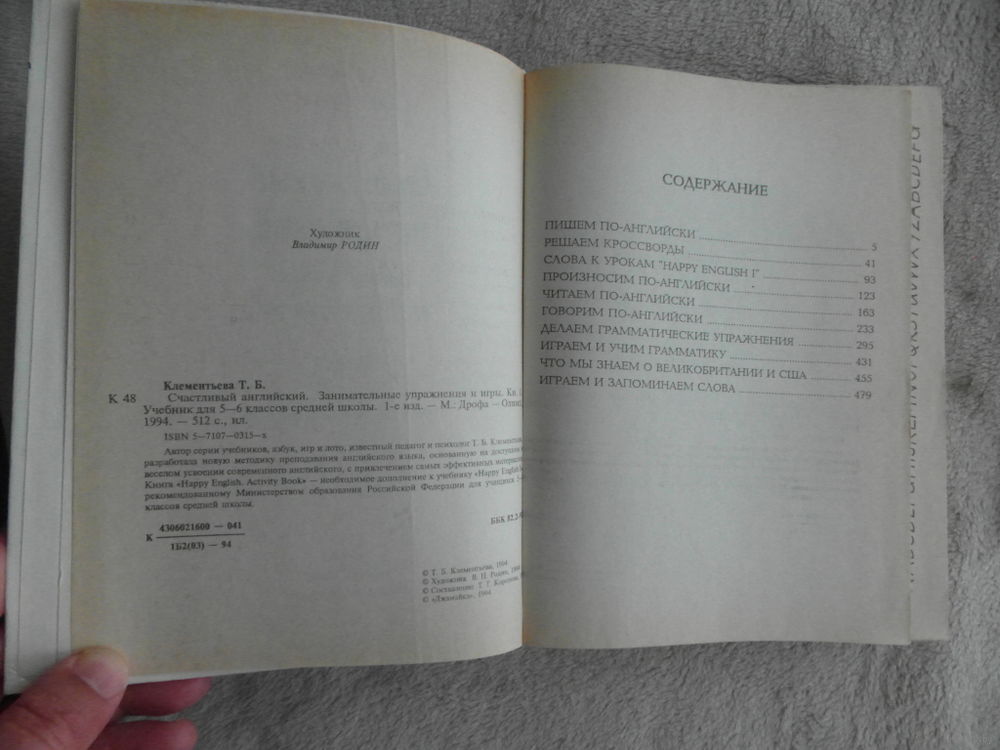 Художник
Владимир РОДИН
Клементьева Т. Б.
К 48 Счастливый английский. Занимательные упражнения и игры. Кн.
Учебник для 5—6 классов средней школы. 1-е изд. — М.: Дрофа —
1994. — 512 с., ил.
ISBN 5—7107—0315—х
Автор серии учебников, азбук, игр и лото, известный педагог и психолог Т. Б. Клементьева
разработала новую методику преподавания английского языка, основанную на доступном
веселом усвоении современного английского, с привлечением самых эффективных материалов
Книга «Happy English. Activity Book» — необходимое дополнение к учебнику «Happy English
рекомендованному Министерством образования Российской Федерации для учащихся
классов средней школы.
К 4306021600 — 041
1Б2(03) — 94
ББК
© Т. Б. Клементьева, 1994
© Художник В. Н. Родин,
© Составление Т. Г.
© «Джамайка», 1994
СОДЕРЖАНИЕ
ПИШЕМ ПО-АНГЛИЙСКИ 5
РЕШАЕМ КРОССВОРДЫ 41
СЛОВА К УРОКАМ "HAPPY ENGLISH I" 93
ПРОИЗНОСИМ ПО-АНГЛИЙСКИ 123
ЧИТАЕМ ПО-АНГЛИЙСКИ 163
ГОВОРИМ ПО-АНГЛИЙСКИ 233
ДЕЛАЕМ ГРАММАТИЧЕСКИЕ УПРАЖНЕНИЯ 295
ИГРАЕМ И УЧИМ ГРАММАТИКУ 431
ЧТО МЫ ЗНАЕМ О ВЕЛИКОБРИТАНИИ И США 455
ИГРАЕМ И ЗАПОМИНАЕМ СЛОВА 479